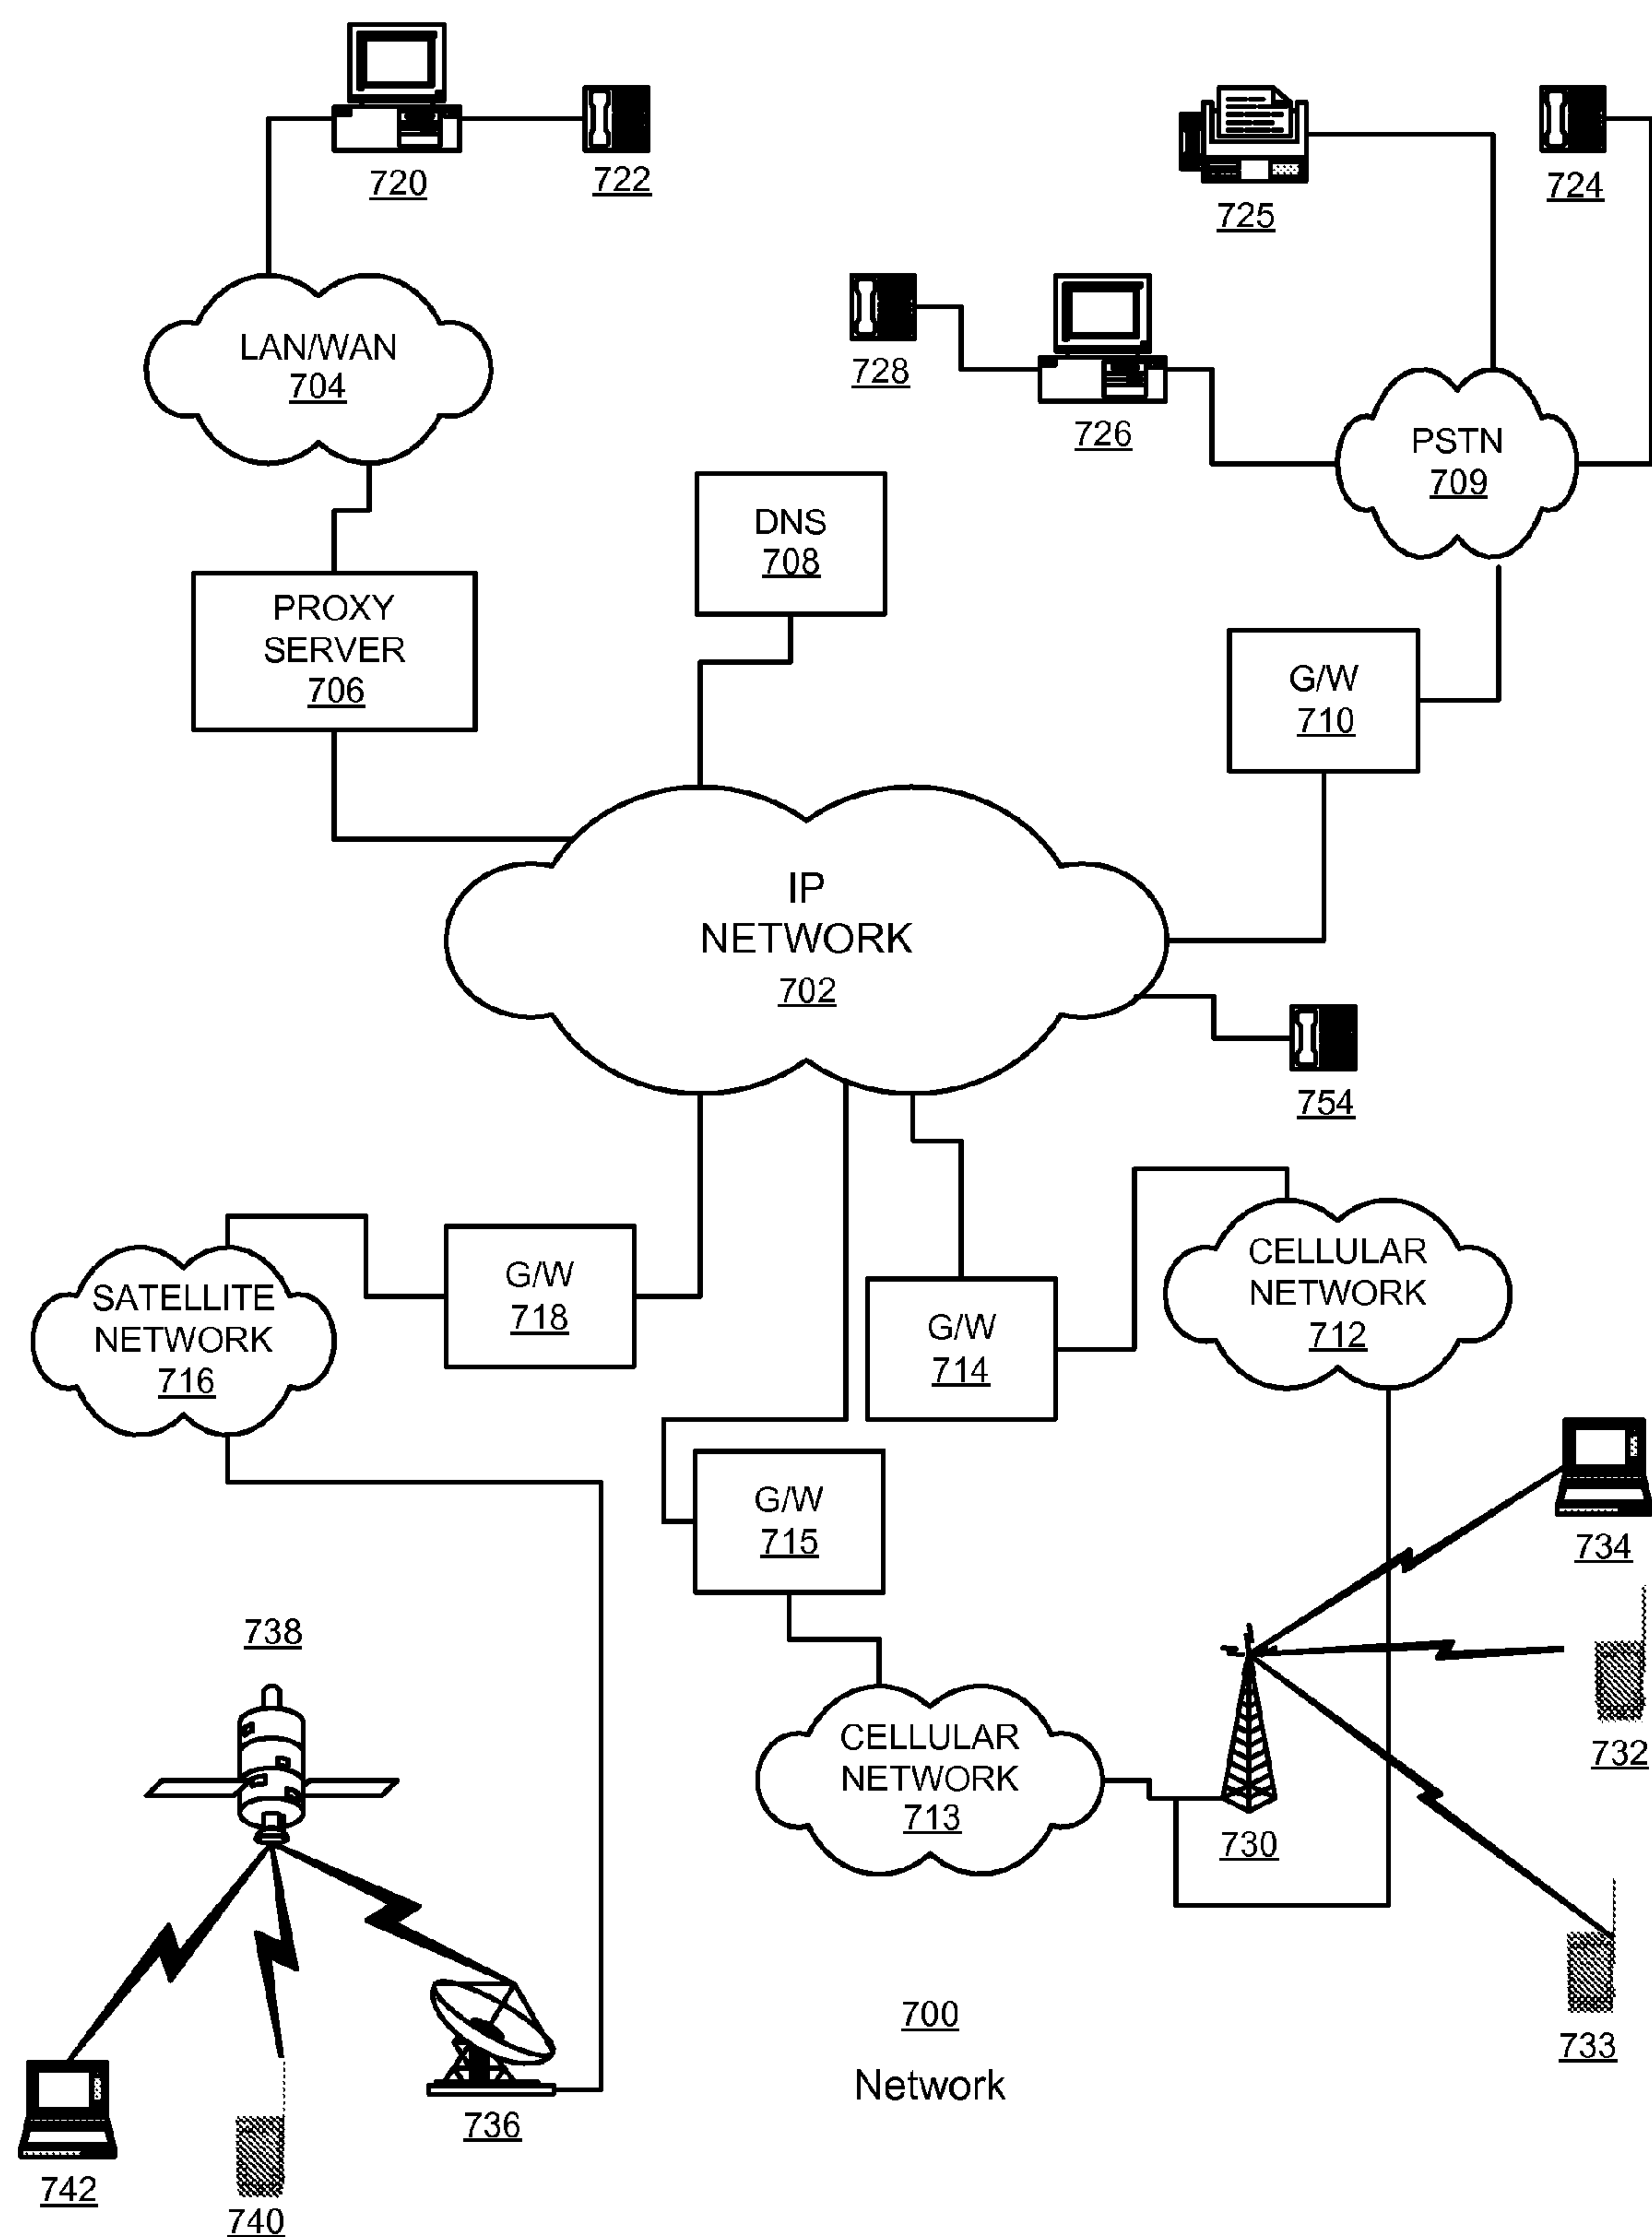 720
722
725
724
LAN/WAN
704
728
726
PSTN
709
DNS
708
PROXY
SERVER
706
G/W
710
IP
NETWORK
702
754
SATELLITE
NETWORK
716
G/W
718
G/W
714
CELLULAR
NETWORK
712
G/W
715
734
738
732
CELLULAR
NETWORK
713
730
700
Network
733
736
742
740